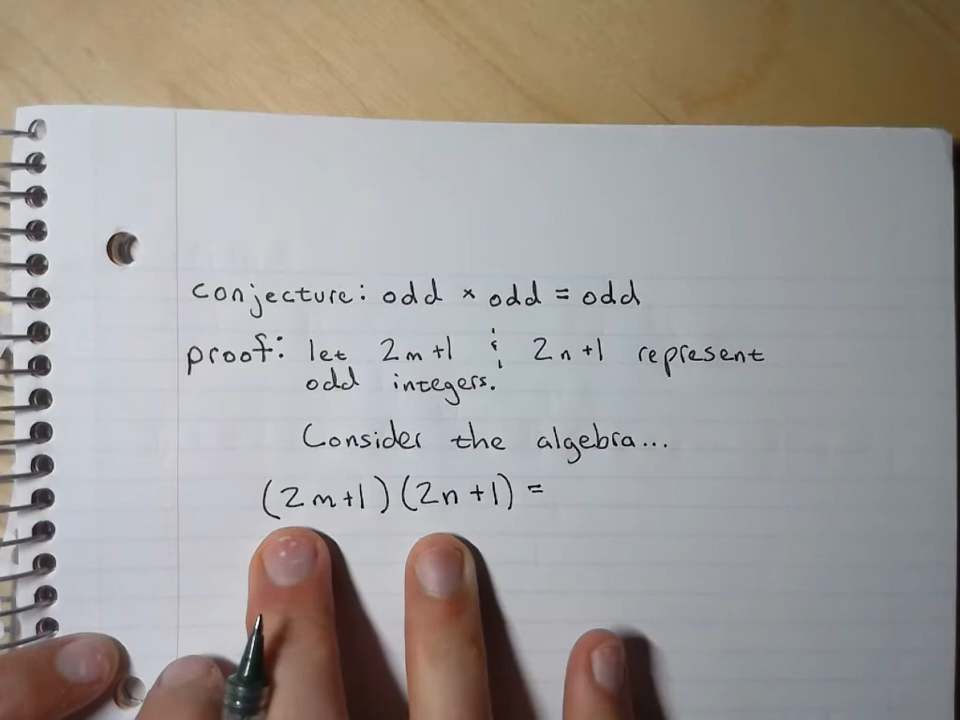 conjecture: odd × odd = odd
proof: let 2m+1 & 2n+1 represent
odd integers.
Consider the algebra...
(2m+1)(2n+1) =